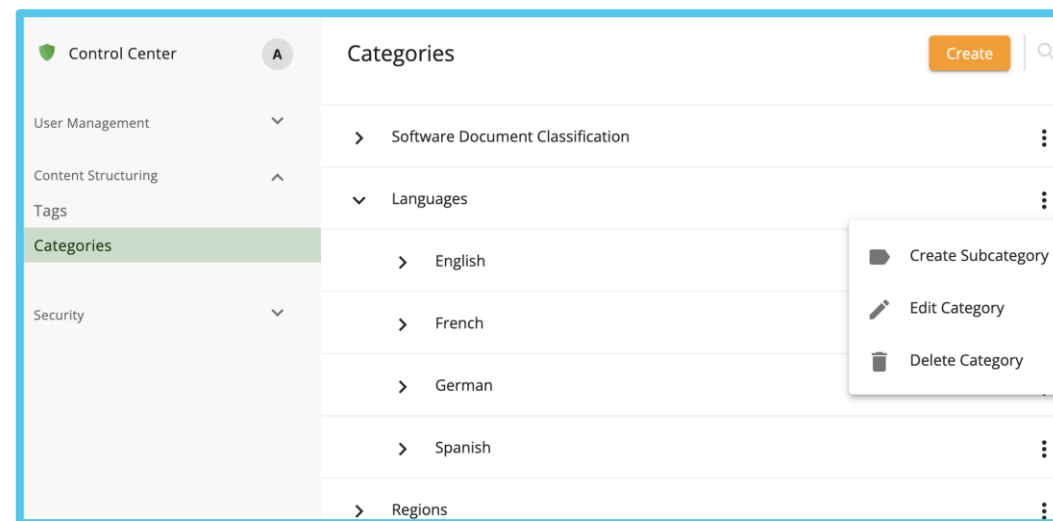 Control Center
A
User Management
Content Structuring
Tags
Categories
Security
Categories
Create
Software Document Classification
Languages
English
French
German
Spanish
Regions
Create Subcategory
Edit Category
Delete Category